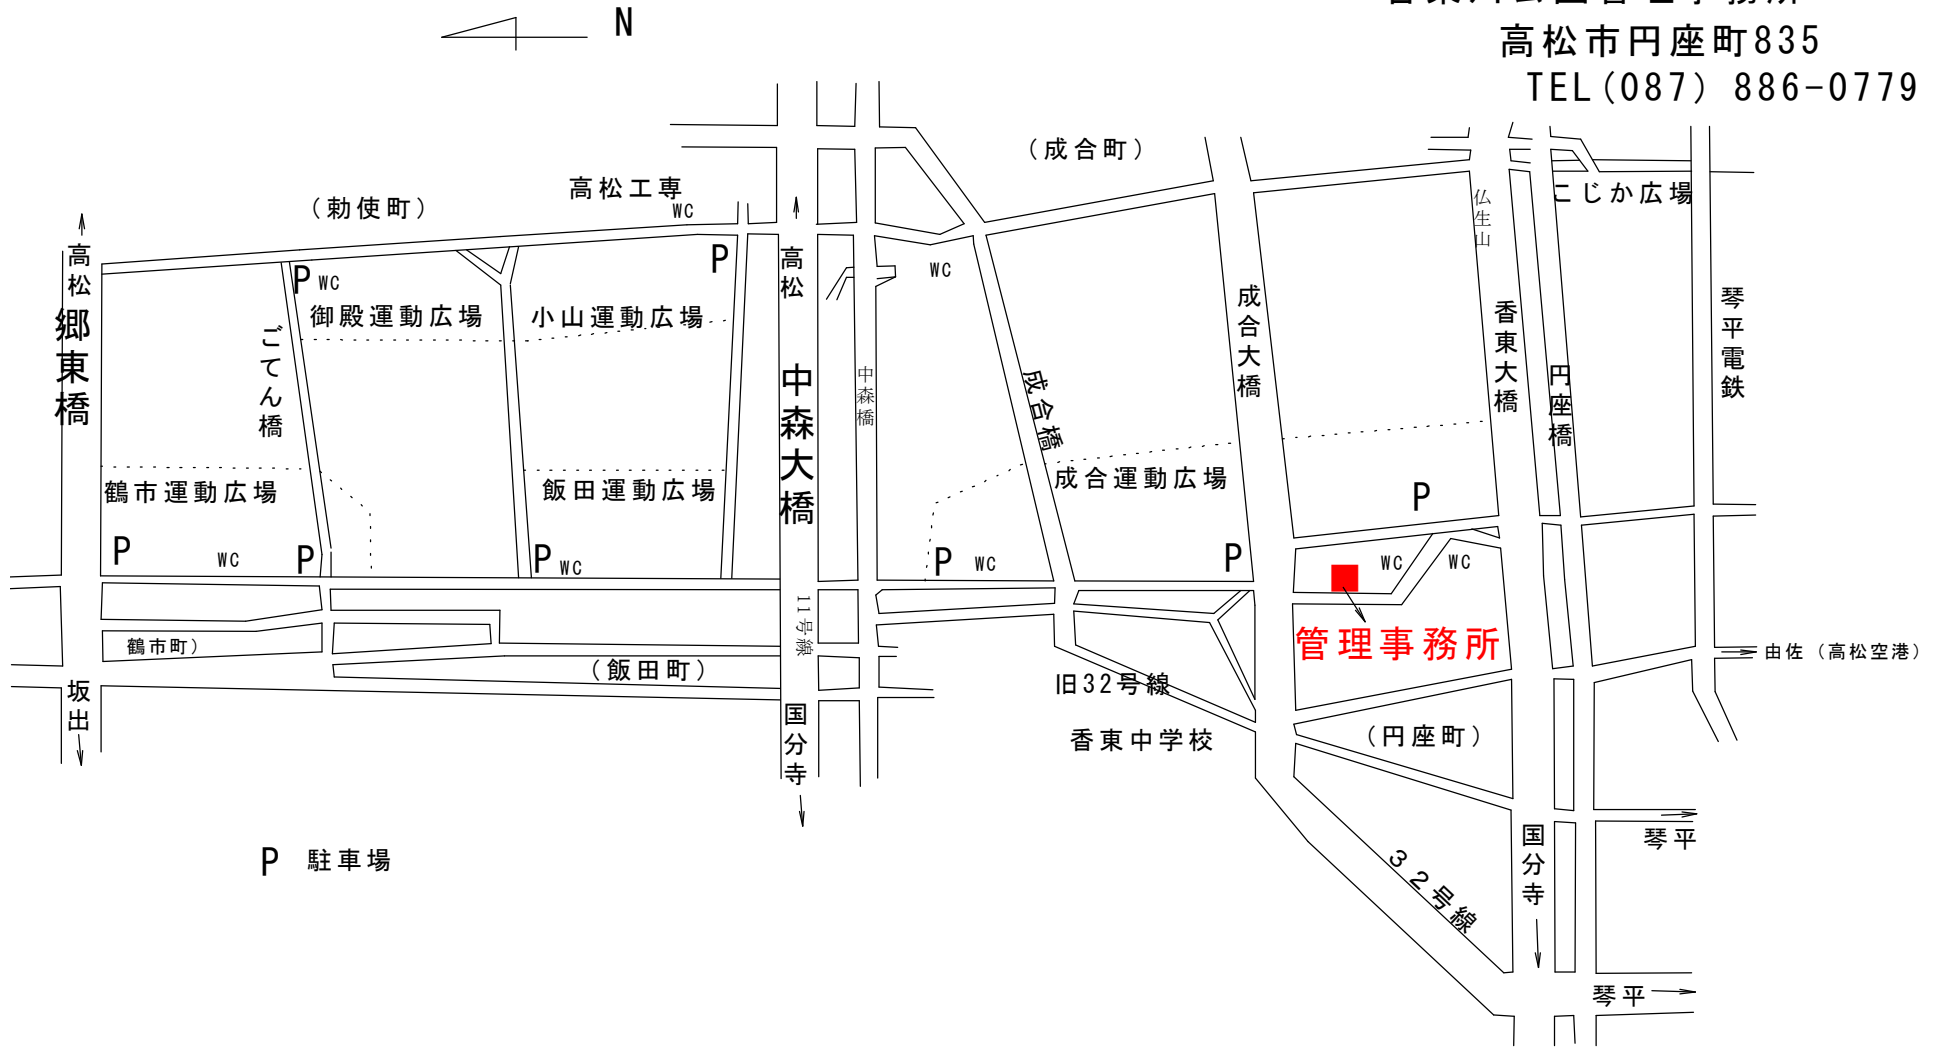 N
高松市円座町835
TEL(087) 886-0779
(成合町)
高松工専
WC
(勅使町)
こじか広場
仏生山
高松
郷東橋
P
WC
御殿運動広場
小山運動広場
P
高松
WC
ごてん橋
中森大橋
中森橋
成合橋
成合大橋
香東大橋
円座橋
琴平電鉄
鶴市運動広場
飯田運動広場
成合運動広場
P
P
WC
P
P
WC
P
WC
P
WC
WC
11号線
管理事務所
鶴市町)
(飯田町)
由佐(高松空港)
坂出
旧32号線
国分寺
香東中学校
(円座町)
P 駐車場
32号線
国分寺
琴平
琴平